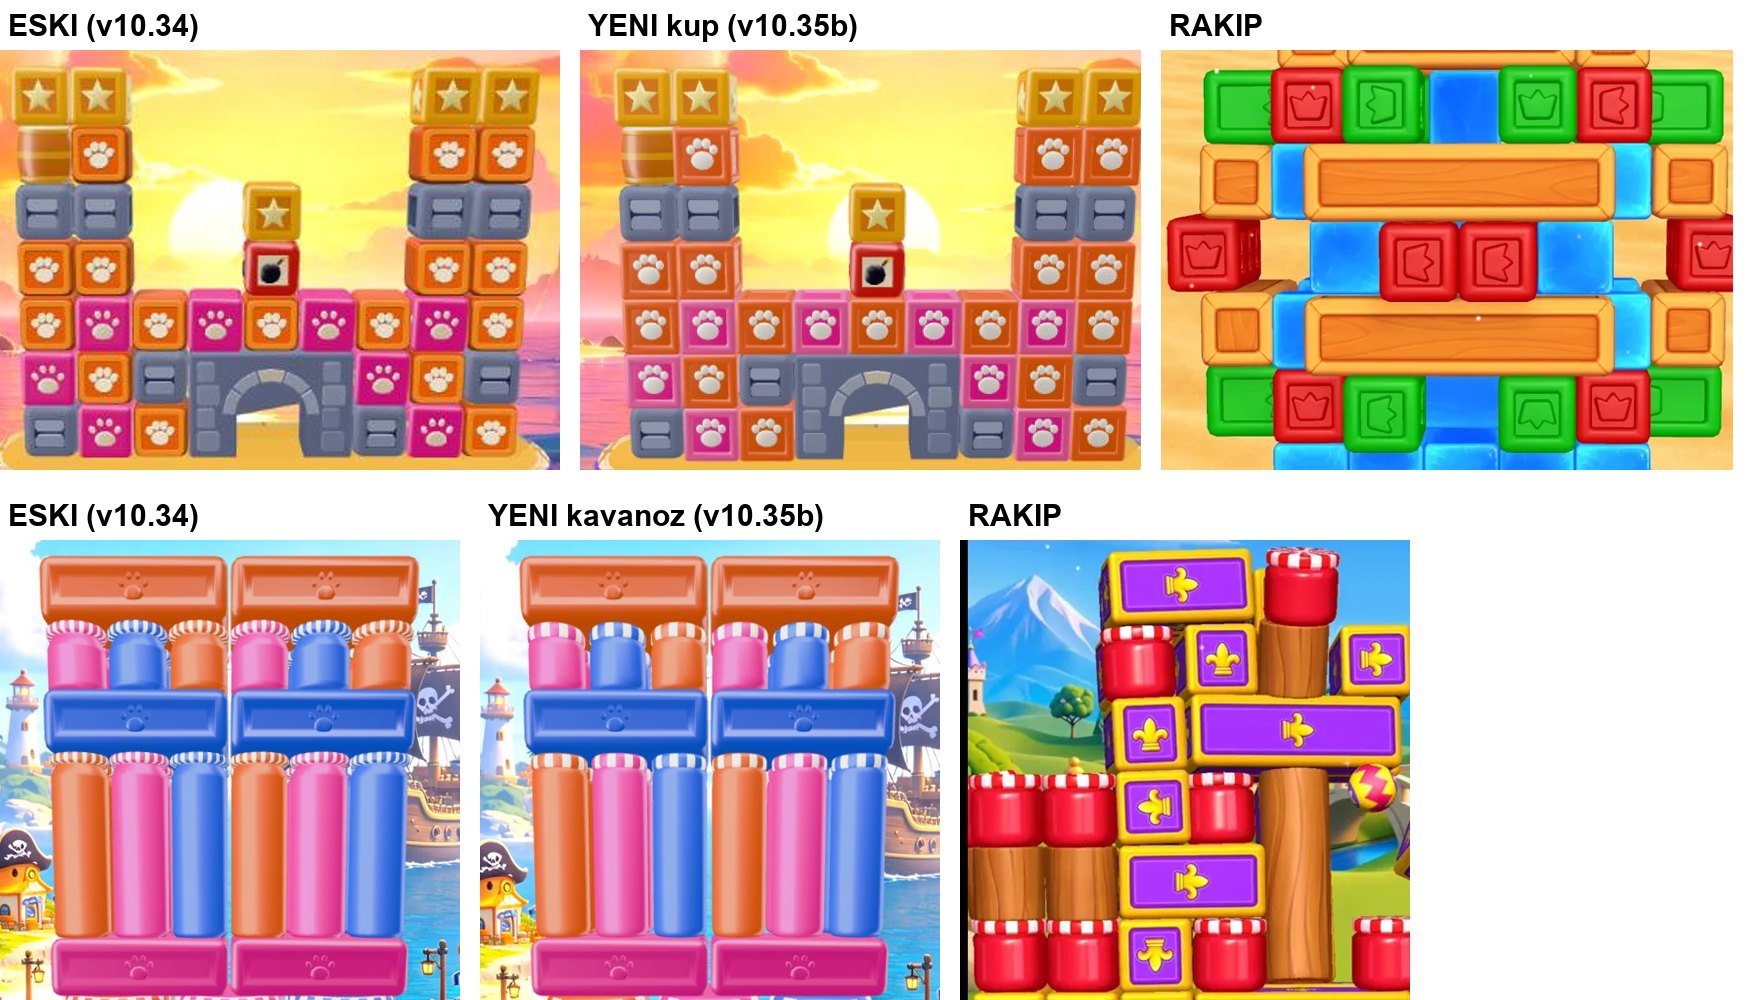 ESKI (v10.34)
YENI kup (v10.35b)
RAKIP
ESKI (v10.34)
YENI kavanoz (v10.35b)
RAKIP